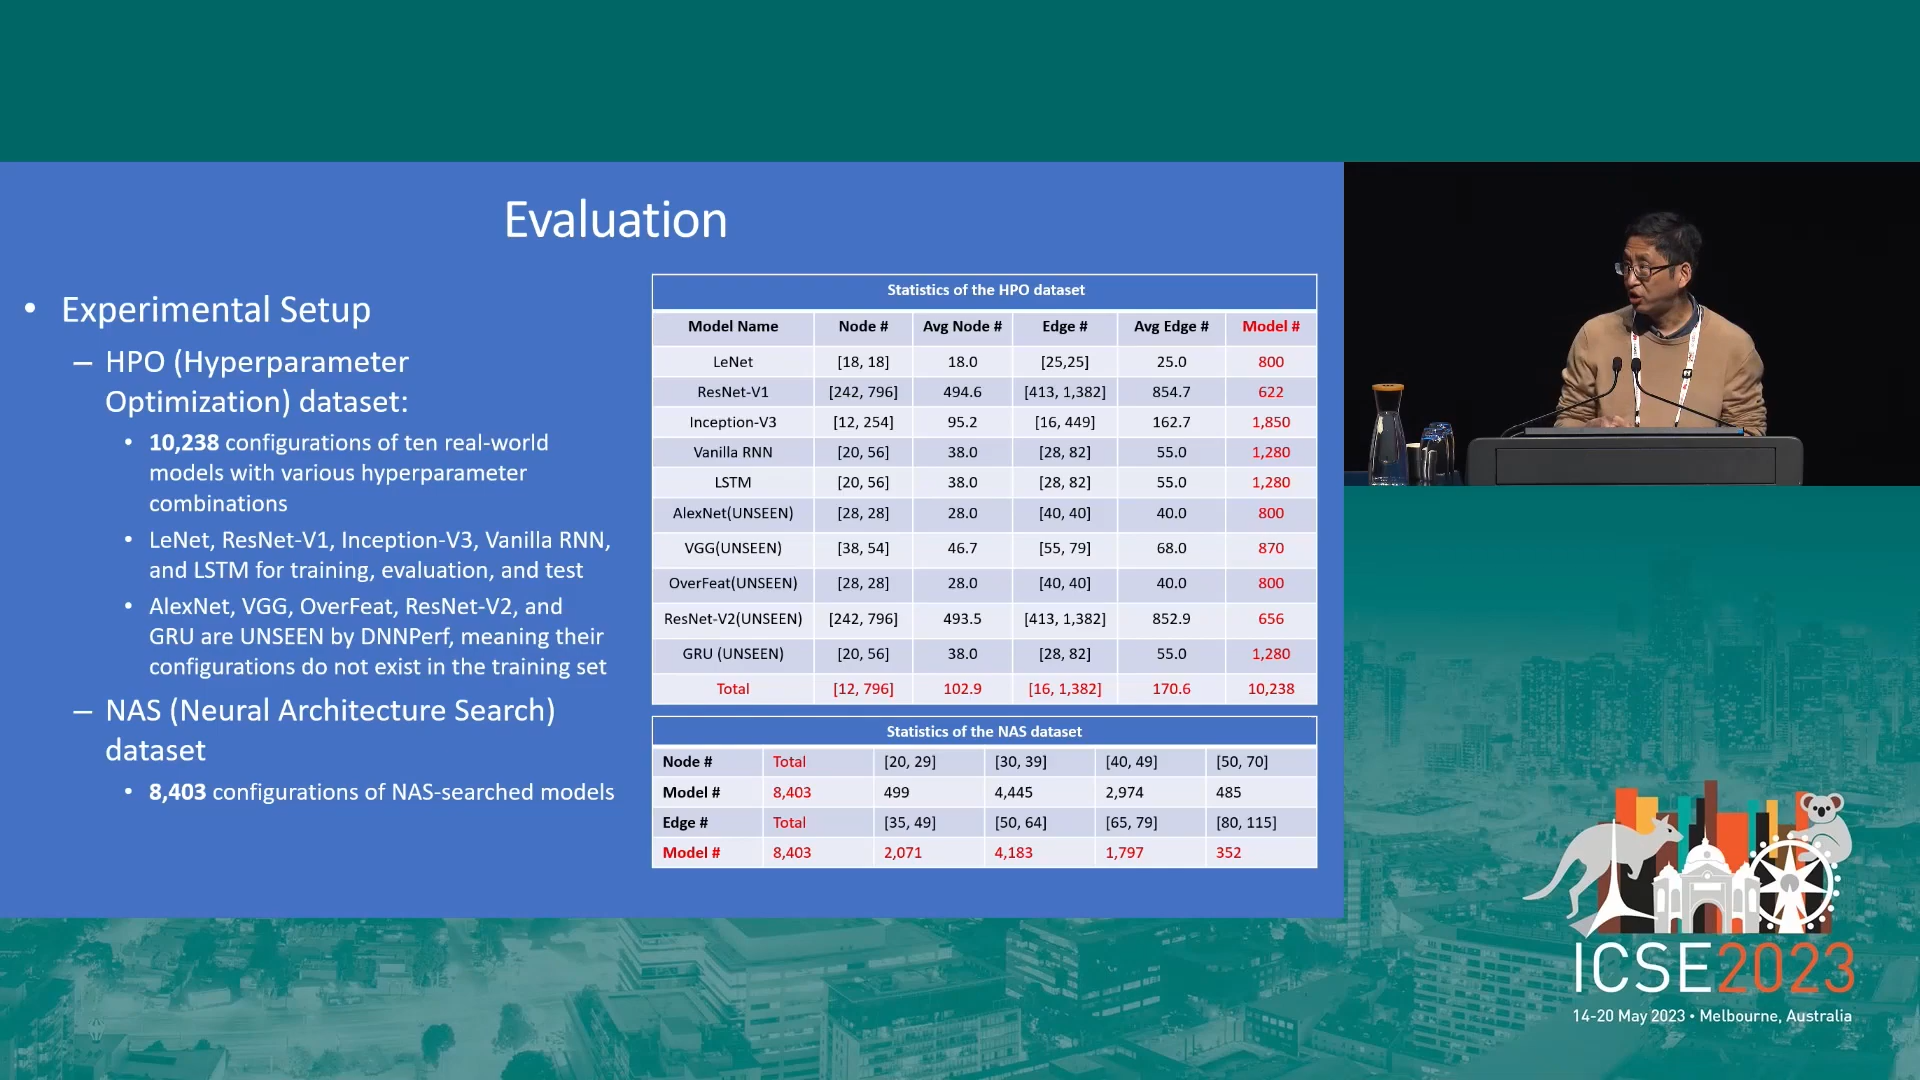 Evaluation
• Experimental Setup
– HPO (Hyperparameter
Optimization) dataset:
• 10,238 configurations of ten real-world
models with various hyperparameter
combinations
• LeNet, ResNet-V1, Inception-V3, Vanilla RNN,
and LSTM for training, evaluation, and test
• AlexNet, VGG, OverFeat, ResNet-V2, and
GRU are UNSEEN by DNNPerf, meaning their
configurations do not exist in the training set
– NAS (Neural Architecture Search)
dataset
• 8,403 configurations of NAS-searched models
Statistics of the HPO dataset
Model Name Node # Avg Node # Edge # Avg Edge # Model #
LeNet [18, 18] 18.0 [25,25] 25.0 800
ResNet-V1 [242, 796] 494.6 [413, 1,382] 854.7 622
Inception-V3 [12, 254] 95.2 [16, 449] 162.7 1,850
Vanilla RNN [20, 56] 38.0 [28, 82] 55.0 1,280
LSTM [20, 56] 38.0 [28, 82] 55.0 1,280
AlexNet(UNSEEN) [28, 28] 28.0 [40, 40] 40.0 800
VGG(UNSEEN) [38, 54] 46.7 [55, 79] 68.0 870
OverFeat(UNSEEN) [28, 28] 28.0 [40, 40] 40.0 800
ResNet-V2(UNSEEN) [242, 796] 493.5 [413, 1,382] 852.9 656
GRU (UNSEEN) [20, 56] 38.0 [28, 82] 55.0 1,280
Total [12, 796] 102.9 [16, 1,382] 170.6 10,238
Statistics of the NAS dataset
Node # Total [20, 29] [30, 39] [40, 49] [50, 70]
Model # 8,403 499 4,445 2,974 485
Edge # Total [35, 49] [50, 64] [65, 79] [80, 115]
Model # 8,403 2,071 4,183 1,797 352
ICSE2023
14-20 May 2023 • Melbourne, Australia